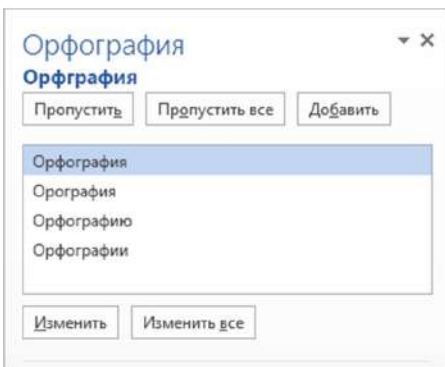 Орфография
Орфграфия
Пропустить Пропустить все Добавить
Орфография
Орография
Орфографию
Орфографии
Изменить Изменить все